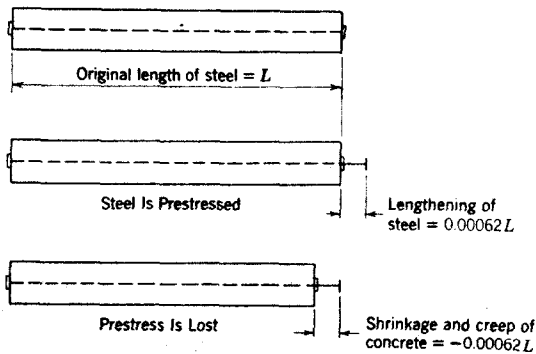 Original length of steel = L
Steel Is Prestressed
Lengthening of
steel = 0.00062L
Prestress Is Lost
Shrinkage and creep of
concrete = −0.00062L